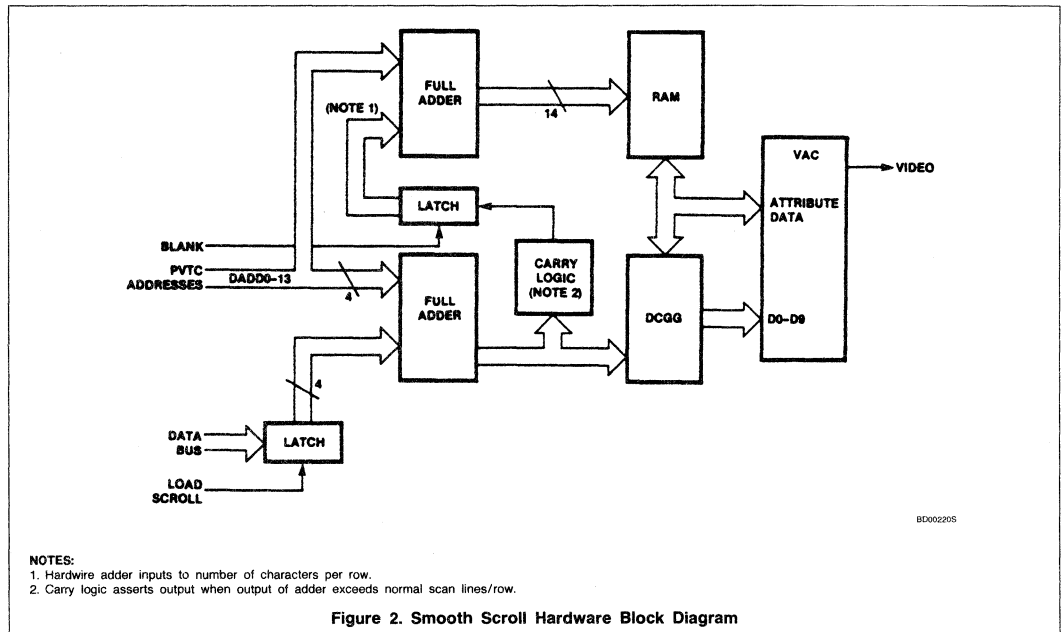 FULL
ADDER
(NOTE 1)
14
RAM
VAC
VIDEO
ATTRIBUTE
DATA
LATCH
BLANK
PVTC
ADDRESSES
DADD0-13
4
FULL
ADDER
CARRY
LOGIC
(NOTE 2)
DCGG
D0-D9
4
DATA
BUS
LATCH
LOAD
SCROLL
BD00220S
NOTES:
1. Hardwire adder inputs to number of characters per row.
2. Carry logic asserts output when output of adder exceeds normal scan lines/row.
Figure 2. Smooth Scroll Hardware Block Diagram